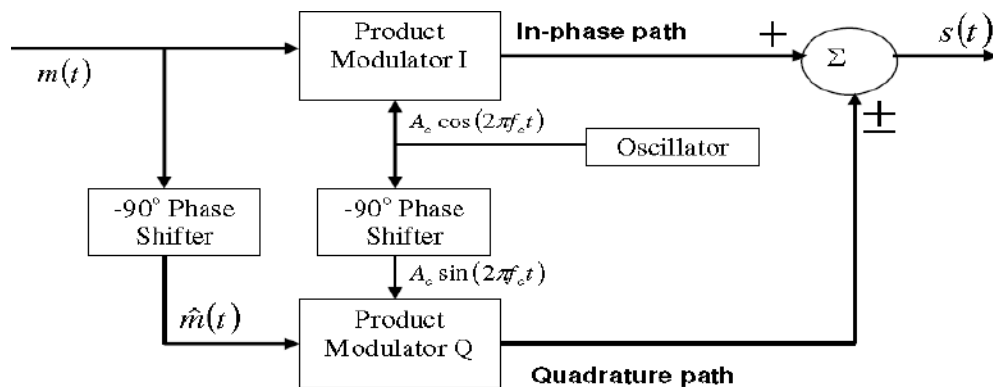 Product
Modulator I
In-phase path
+
s(t)
m(t)
Σ
A_c cos(2πf_c t)
±
Oscillator
-90° Phase
Shifter
-90° Phase
Shifter
A_c sin(2πf_c t)
m̂(t)
Product
Modulator Q
Quadrature path